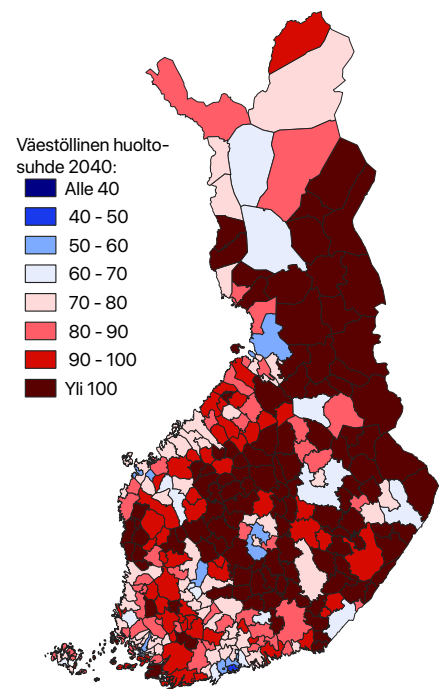 Väestöllinen huolto-
suhde 2040:
Alle 40
40 - 50
50 - 60
60 - 70
70 - 80
80 - 90
90 - 100
Yli 100